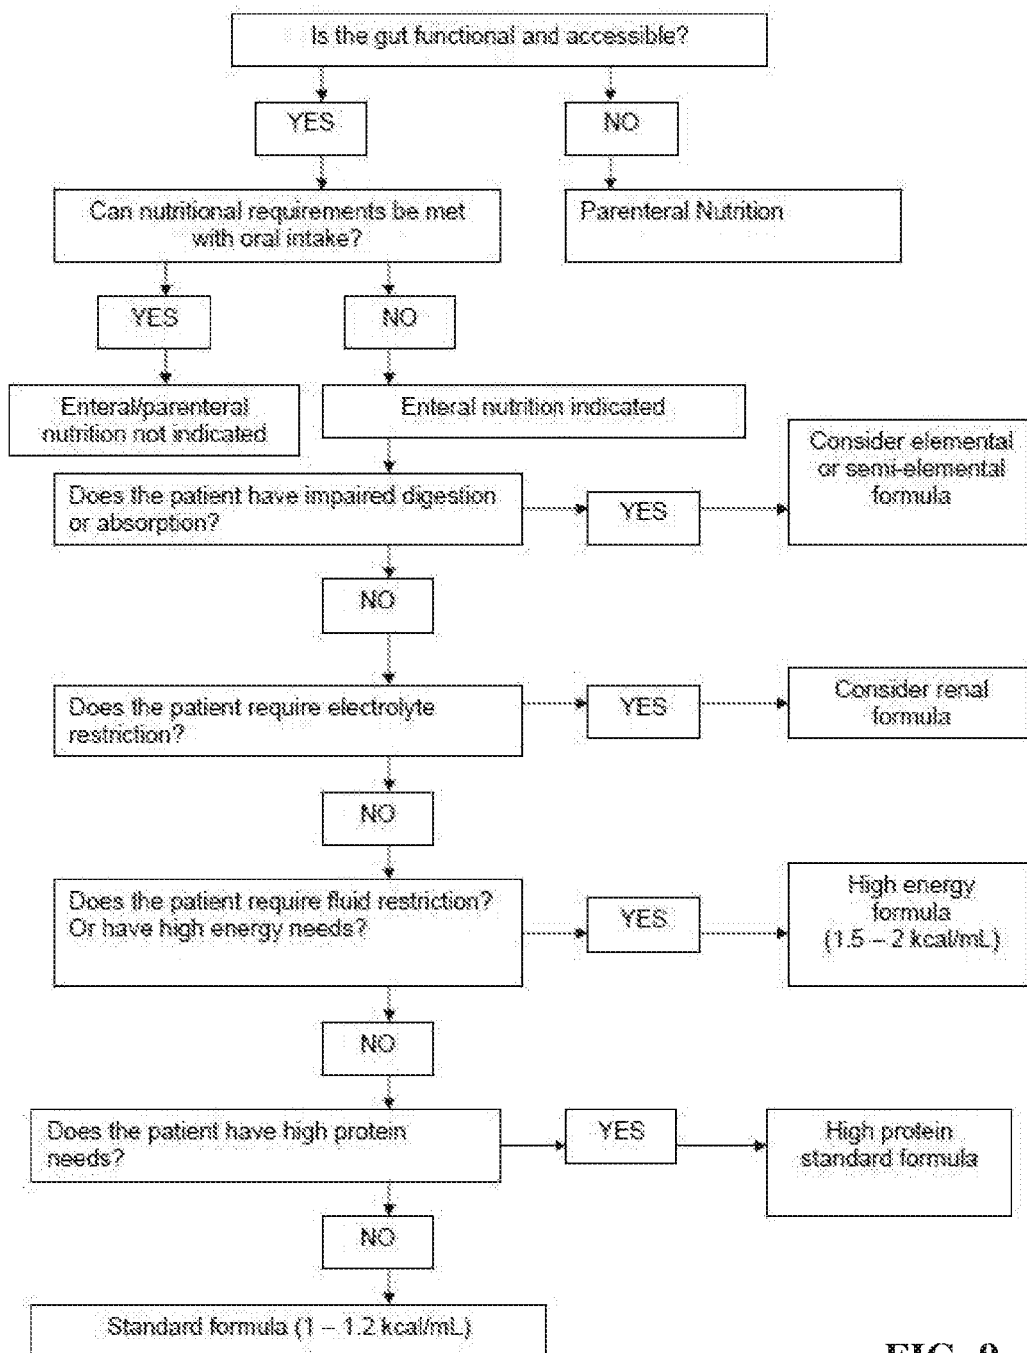 Is the gut functional and accessible?
YES
NO
Can nutritional requirements be met
with oral intake?
Parenteral Nutrition
YES
NO
Enteral/parenteral
nutrition not indicated
Enteral nutrition indicated
Consider elemental
or semi-elemental
formula
Does the patient have impaired digestion
or absorption?
YES
NO
Does the patient require electrolyte
restriction?
YES
Consider renal
formula
NO
Does the patient require fluid restriction?
Or have high energy needs?
YES
High energy
formula
(1.5 – 2 kcal/mL)
NO
Does the patient have high protein
needs?
YES
High protein
standard formula
NO
Standard formula (1 – 1.2 kcal/mL)
FIG.